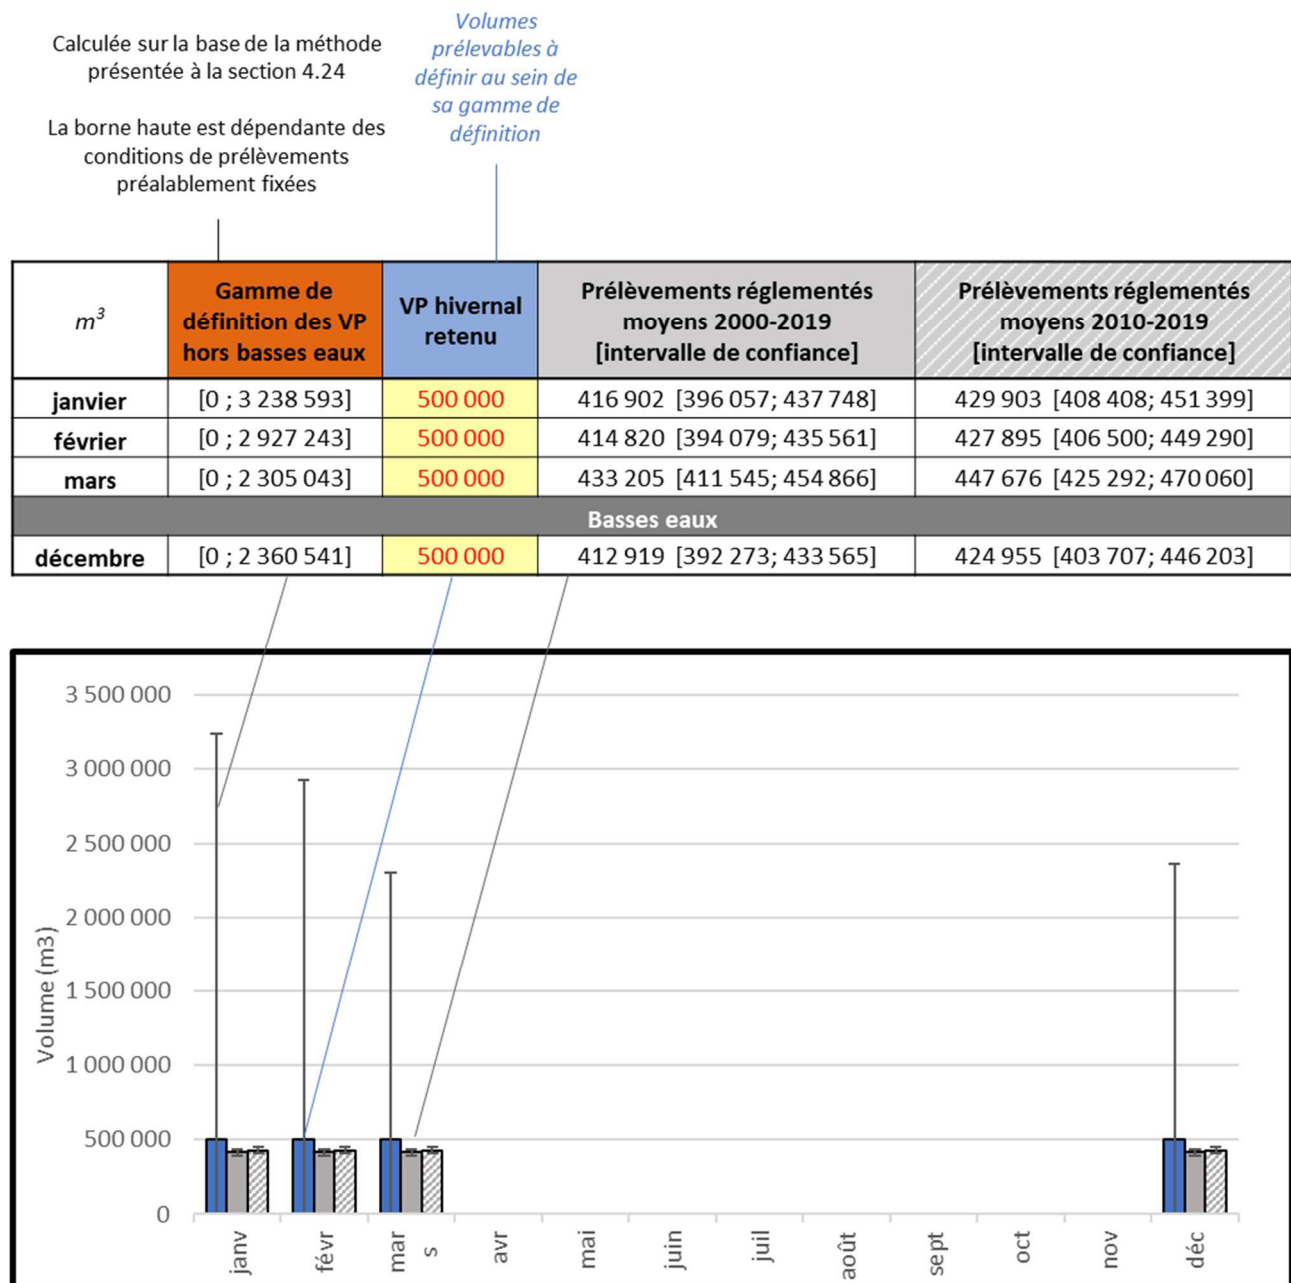 Calculée sur la base de la méthode
présentée à la section 4.24
La borne haute est dépendante des
conditions de prélèvements
préalablement fixées
Volumes
prélevables à
définir au sein de
sa gamme de
définition
m³
Gamme de
définition des VP
hors basses eaux
VP hivernal
retenu
Prélèvements réglementés
moyens 2000-2019
[intervalle de confiance]
Prélèvements réglementés
moyens 2010-2019
[intervalle de confiance]
janvier [0 ; 3 238 593] 500 000 416 902 [396 057; 437 748] 429 903 [408 408; 451 399]
février [0 ; 2 927 243] 500 000 414 820 [394 079; 435 561] 427 895 [406 500; 449 290]
mars [0 ; 2 305 043] 500 000 433 205 [411 545; 454 866] 447 676 [425 292; 470 060]
Basses eaux
décembre [0 ; 2 360 541] 500 000 412 919 [392 273; 433 565] 424 955 [403 707; 446 203]
Volume (m3)
3 500 000
3 000 000
2 500 000
2 000 000
1 500 000
1 000 000
500 000
0
janv
févr
mar
s
avr
mai
juin
juil
août
sept
oct
nov
déc